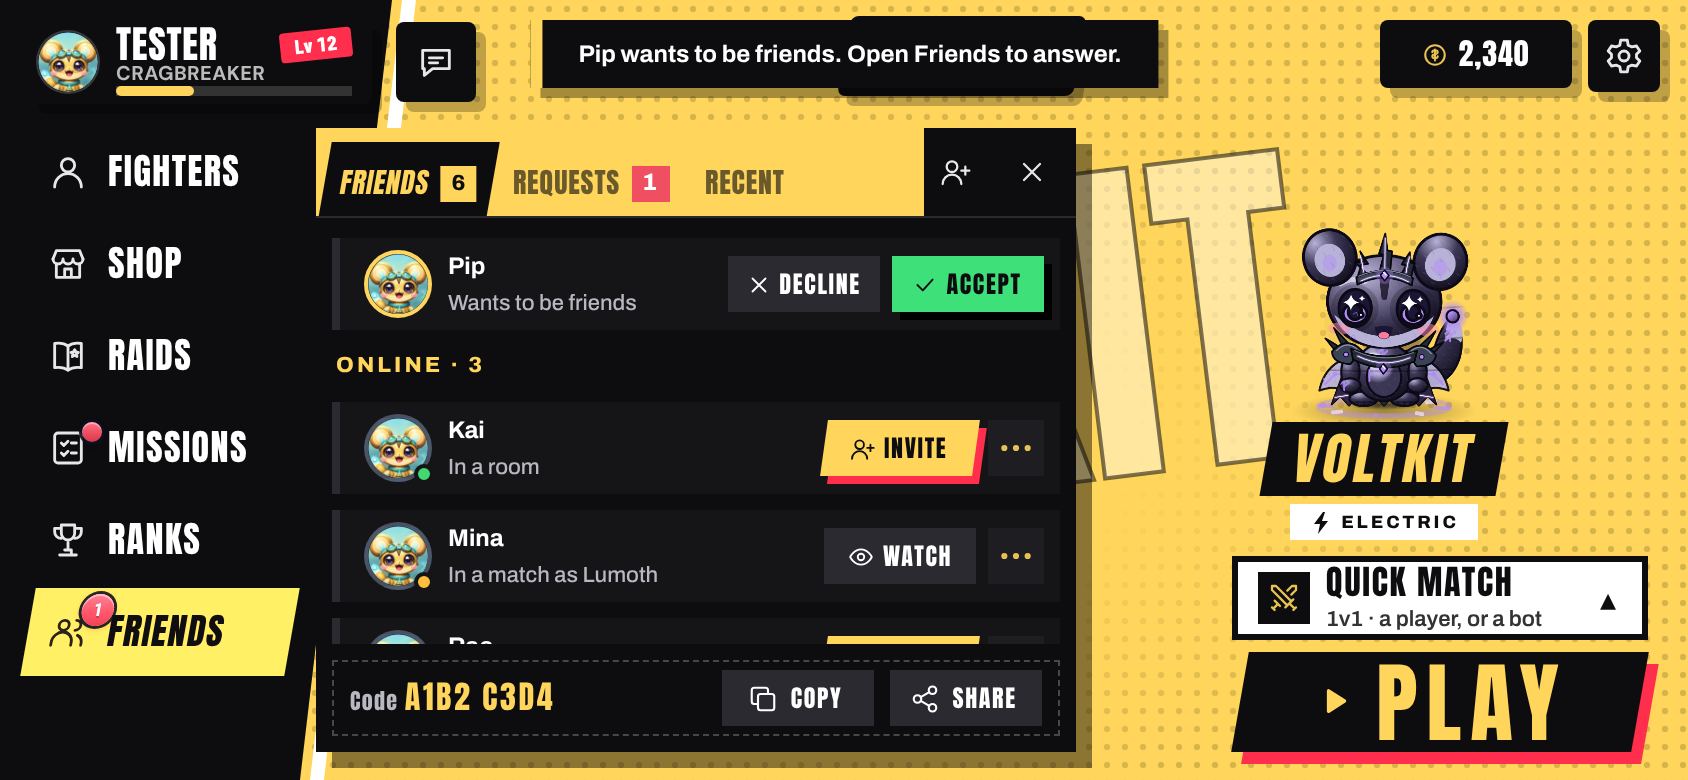 TESTER
Lv 12
CRAGBREAKER
Pip wants to be friends. Open Friends to answer.
2,340
FIGHTERS
SHOP
RAIDS
MISSIONS
RANKS
1
FRIENDS
FRIENDS 6
REQUESTS 1
RECENT
Pip
Wants to be friends
DECLINE
ACCEPT
ONLINE · 3
Kai
In a room
INVITE
Mina
In a match as Lumoth
WATCH
Code A1B2 C3D4
COPY
SHARE
IT
VOLTKIT
ELECTRIC
QUICK MATCH
1v1 · a player, or a bot
PLAY